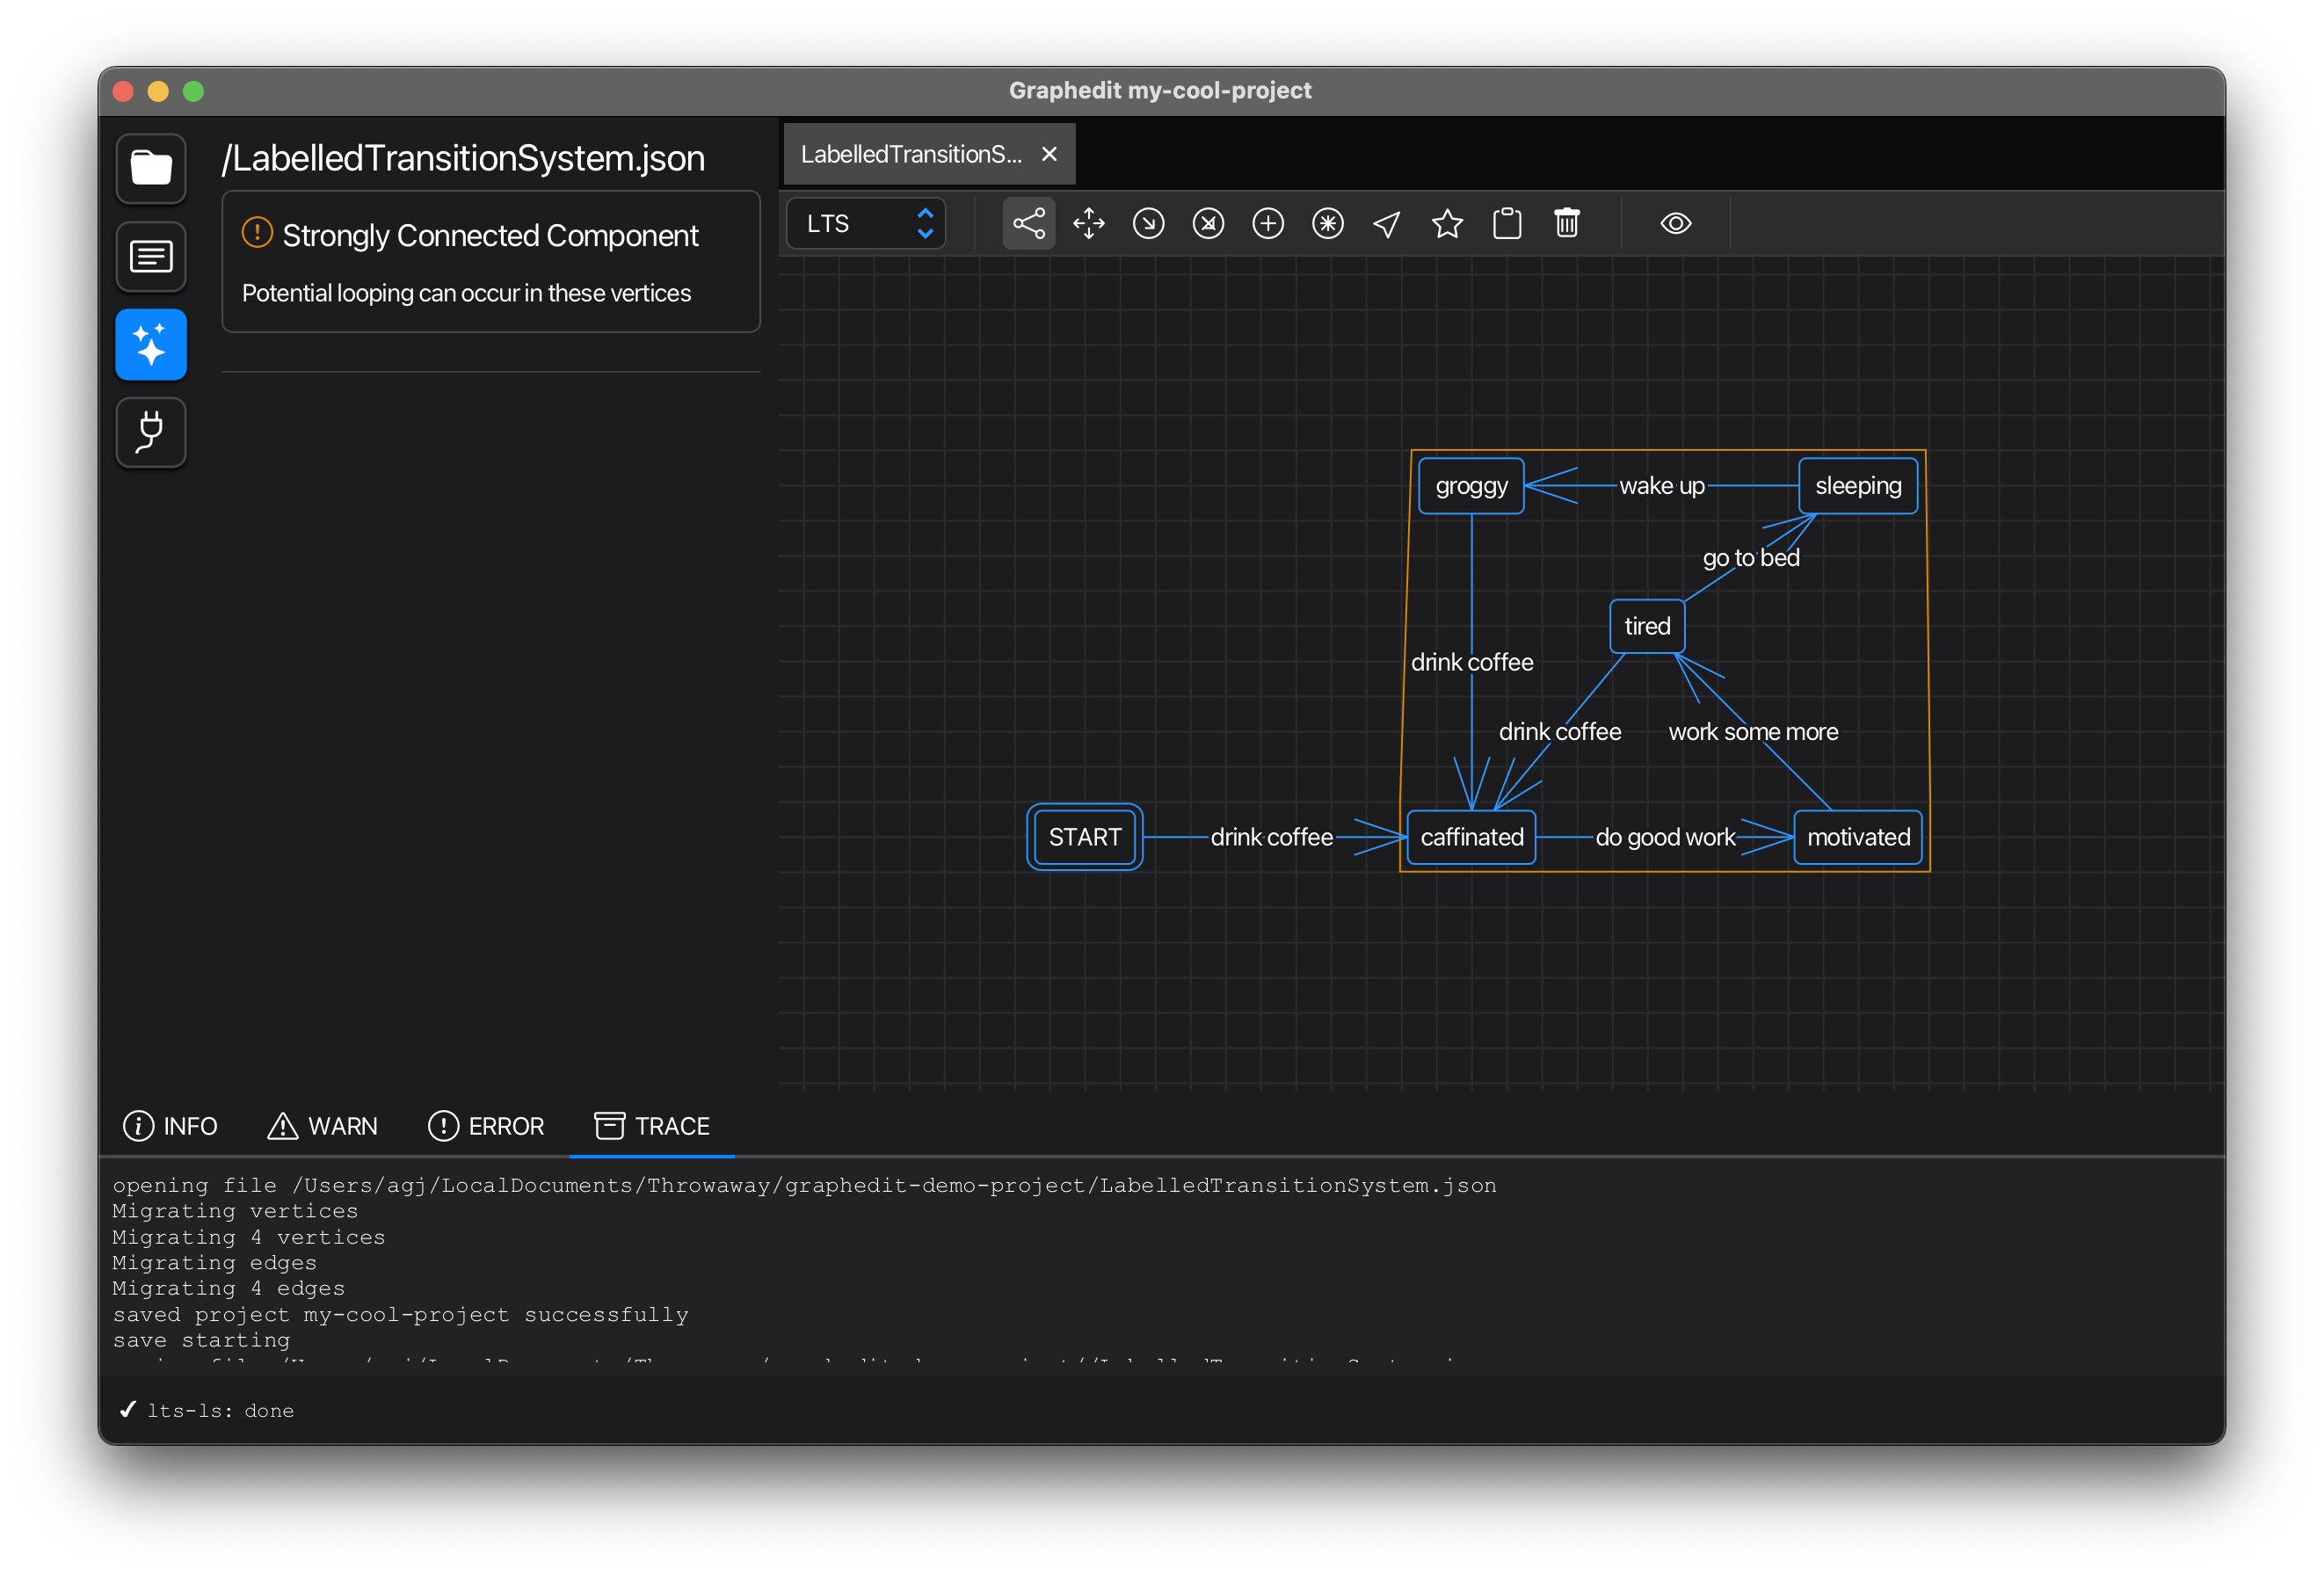 Graphedit my-cool-project
/LabelledTransitionSystem.json
Strongly Connected Component
Potential looping can occur in these vertices
LabelledTransitionS...
LTS
groggy
wake up
sleeping
go to bed
tired
drink coffee
drink coffee
work some more
START
drink coffee
caffinated
do good work
motivated
INFO
WARN
ERROR
TRACE
opening file /Users/agj/LocalDocuments/Throwaway/graphedit-demo-project/LabelledTransitionSystem.json
Migrating vertices
Migrating 4 vertices
Migrating edges
Migrating 4 edges
saved project my-cool-project successfully
save starting
lts-ls: done